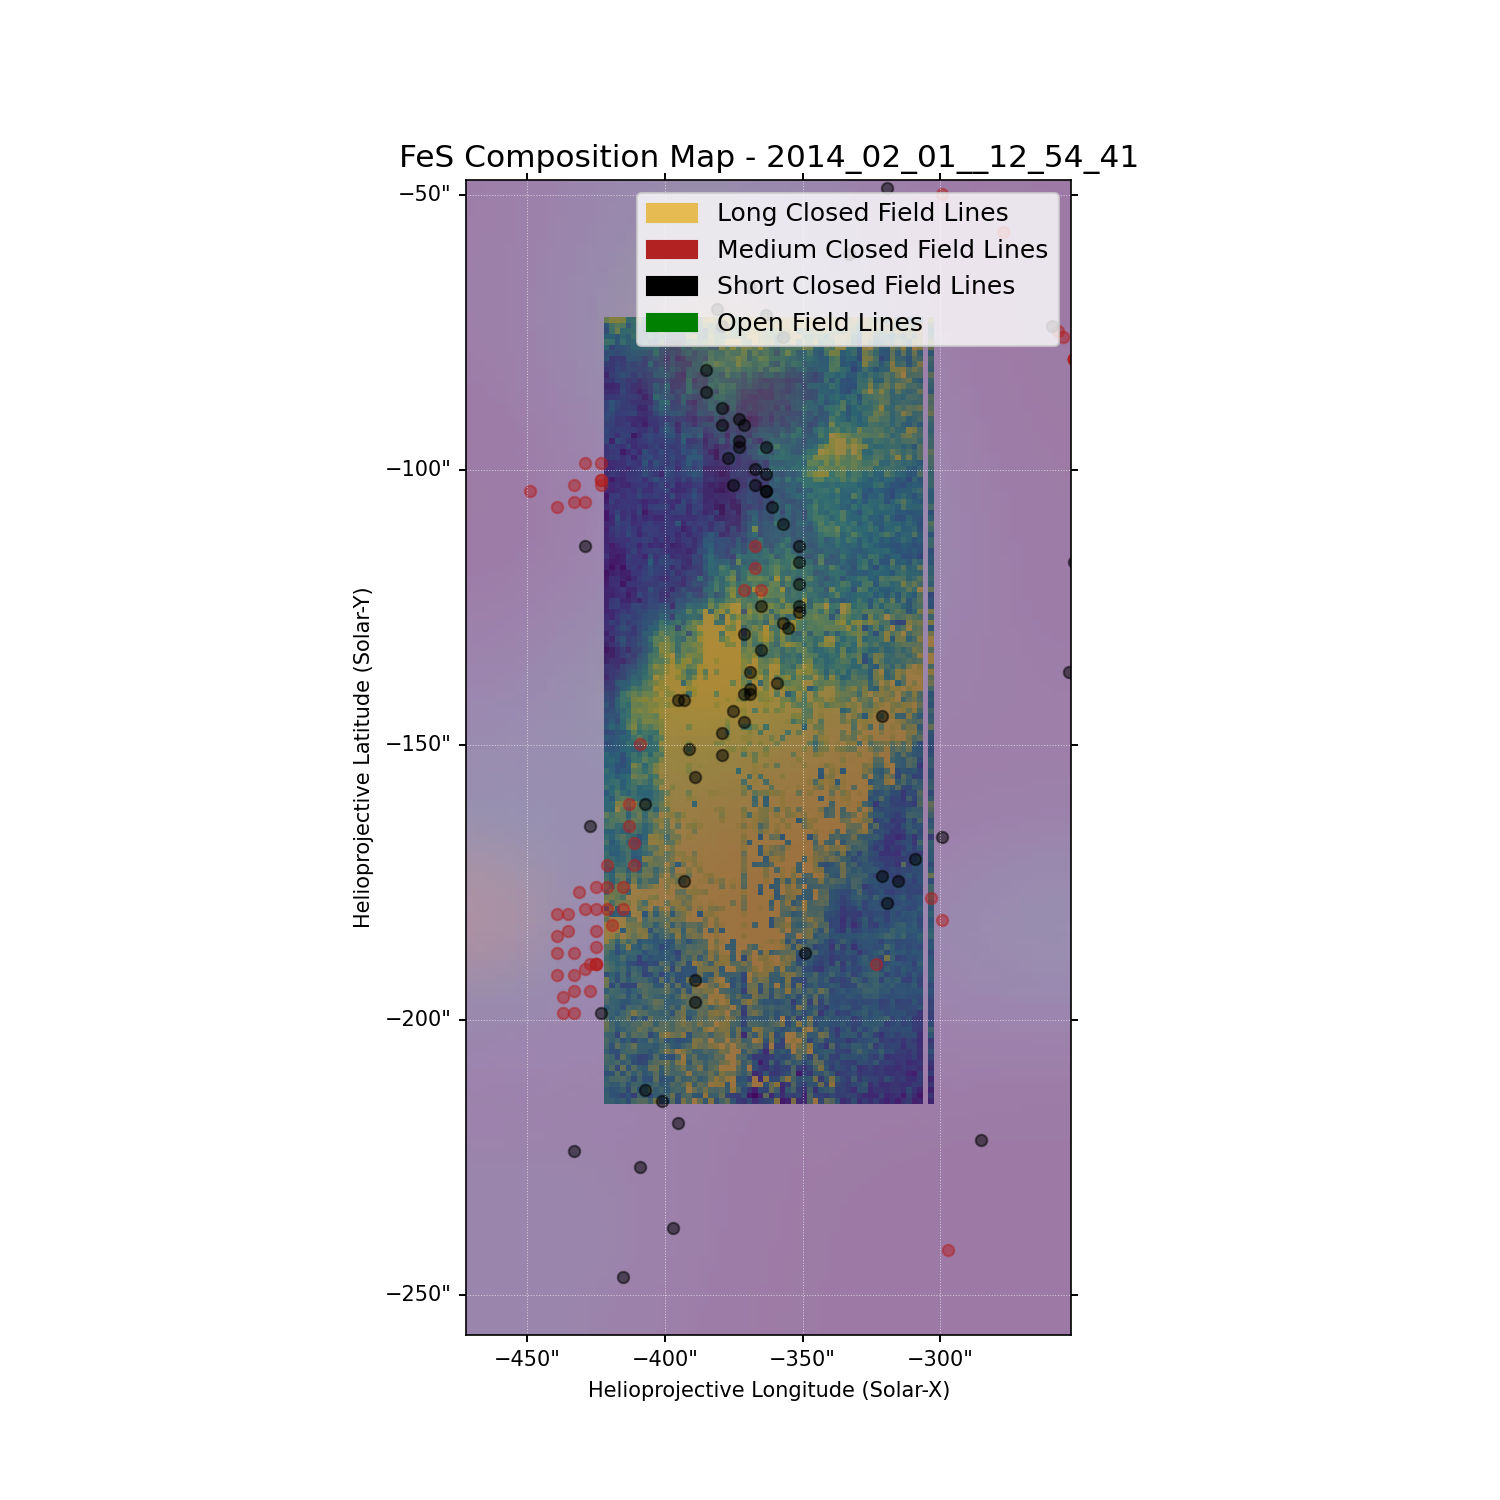 FeS Composition Map - 2014_02_01__12_54_41
Long Closed Field Lines
Medium Closed Field Lines
Short Closed Field Lines
Open Field Lines
−50"
−100"
−150"
−200"
−250"
Helioprojective Latitude (Solar-Y)
−450" −400" −350" −300"
Helioprojective Longitude (Solar-X)